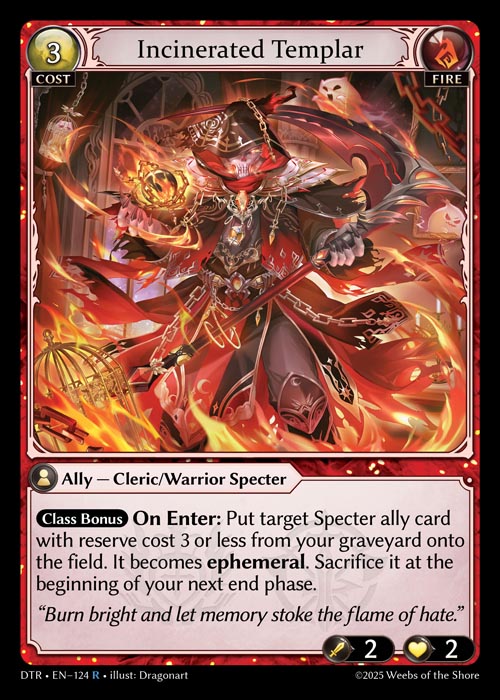 3
COST
Incinerated Templar
FIRE
Ally — Cleric/Warrior Specter
Class Bonus On Enter: Put target Specter ally card
with reserve cost 3 or less from your graveyard onto
the field. It becomes ephemeral. Sacrifice it at the
beginning of your next end phase.
“Burn bright and let memory stoke the flame of hate.”
2
2
DTR • EN–124 R • illust: Dragonart
©2025 Weebs of the Shore